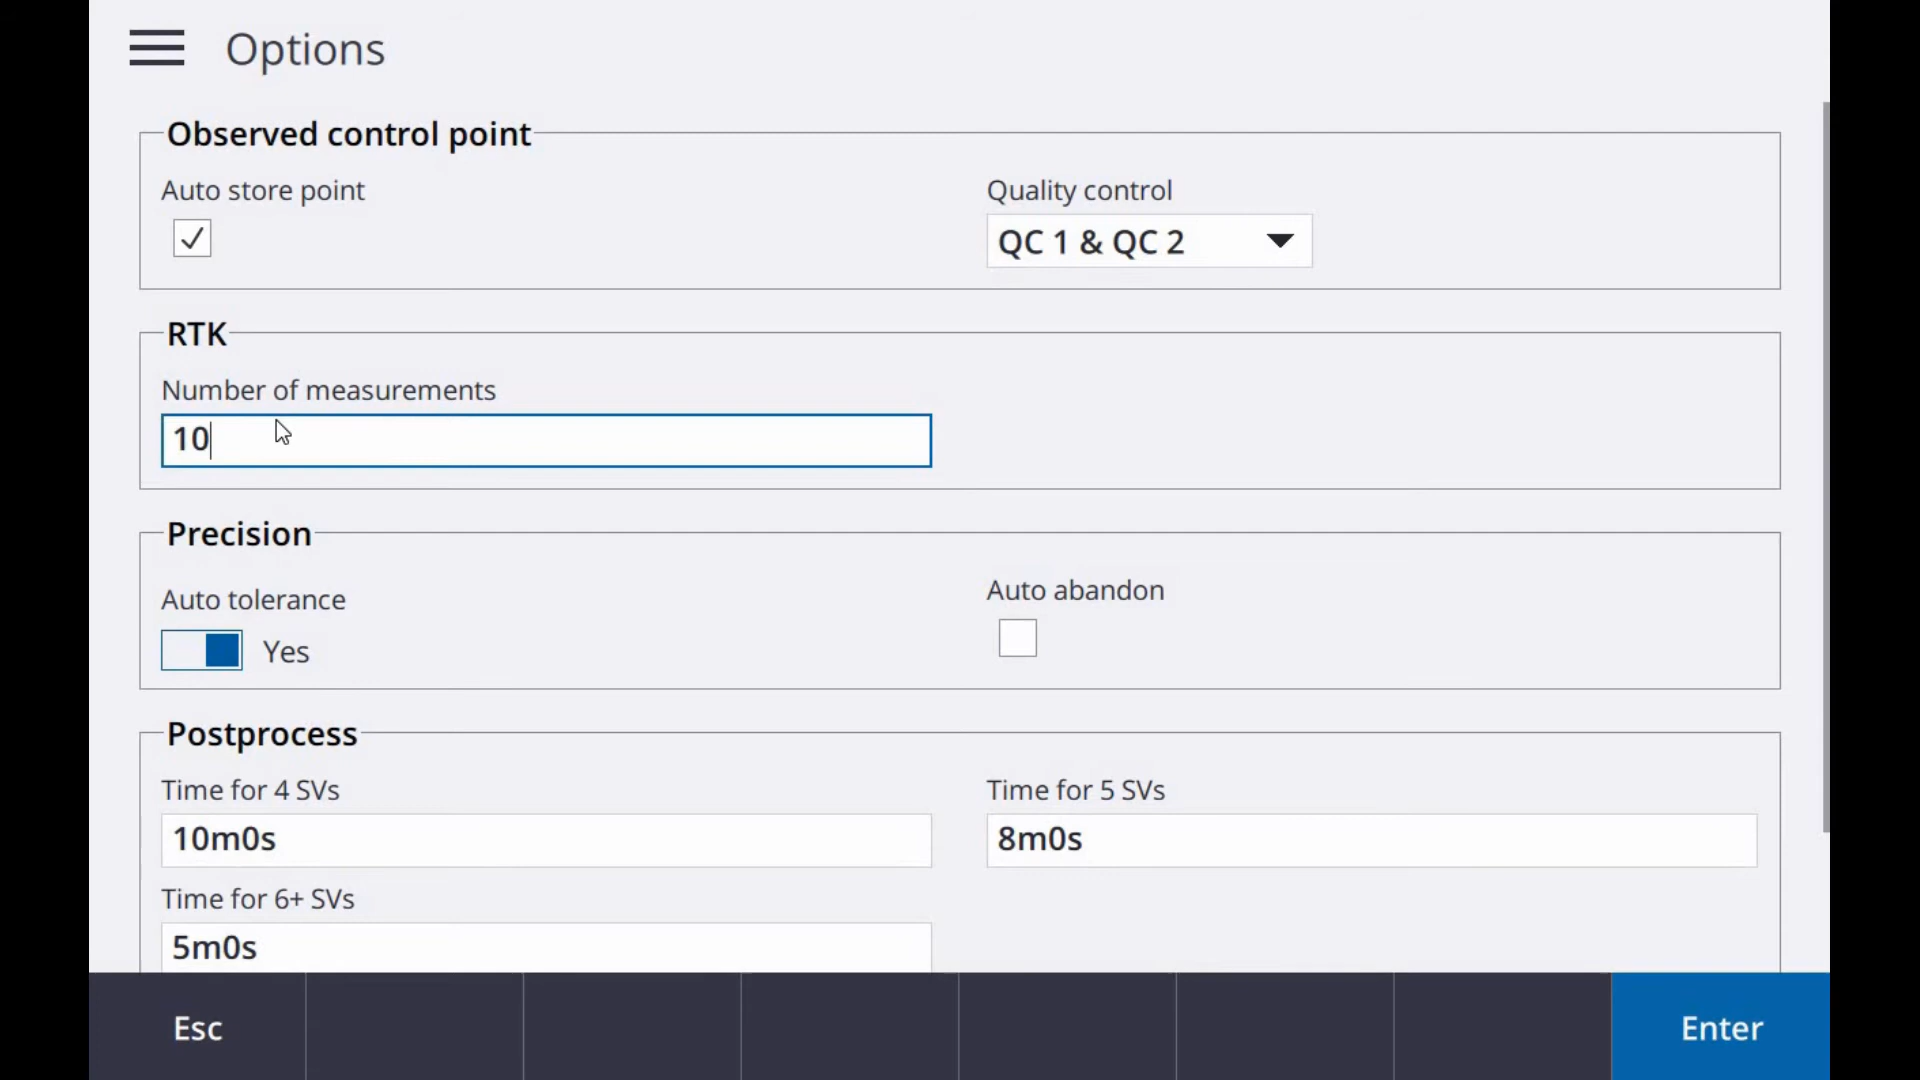 Options
Observed control point
Auto store point
Quality control
QC 1 & QC 2
RTK
Number of measurements
10
Precision
Auto tolerance
Yes
Auto abandon
Postprocess
Time for 4 SVs
10m0s
Time for 5 SVs
8m0s
Time for 6+ SVs
5m0s
Esc
Enter